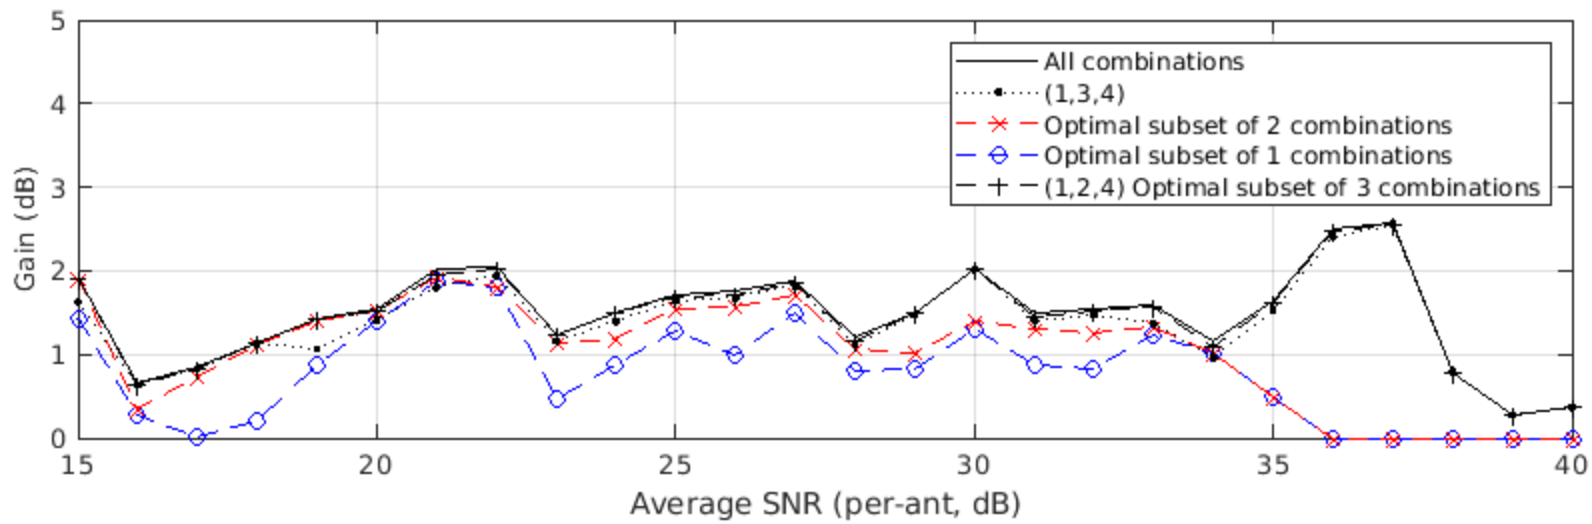 5
4
3
2
1
0
Gain (dB)
All combinations
(1,3,4)
Optimal subset of 2 combinations
Optimal subset of 1 combinations
(1,2,4) Optimal subset of 3 combinations
15 20 25 30 35 40
Average SNR (per-ant, dB)